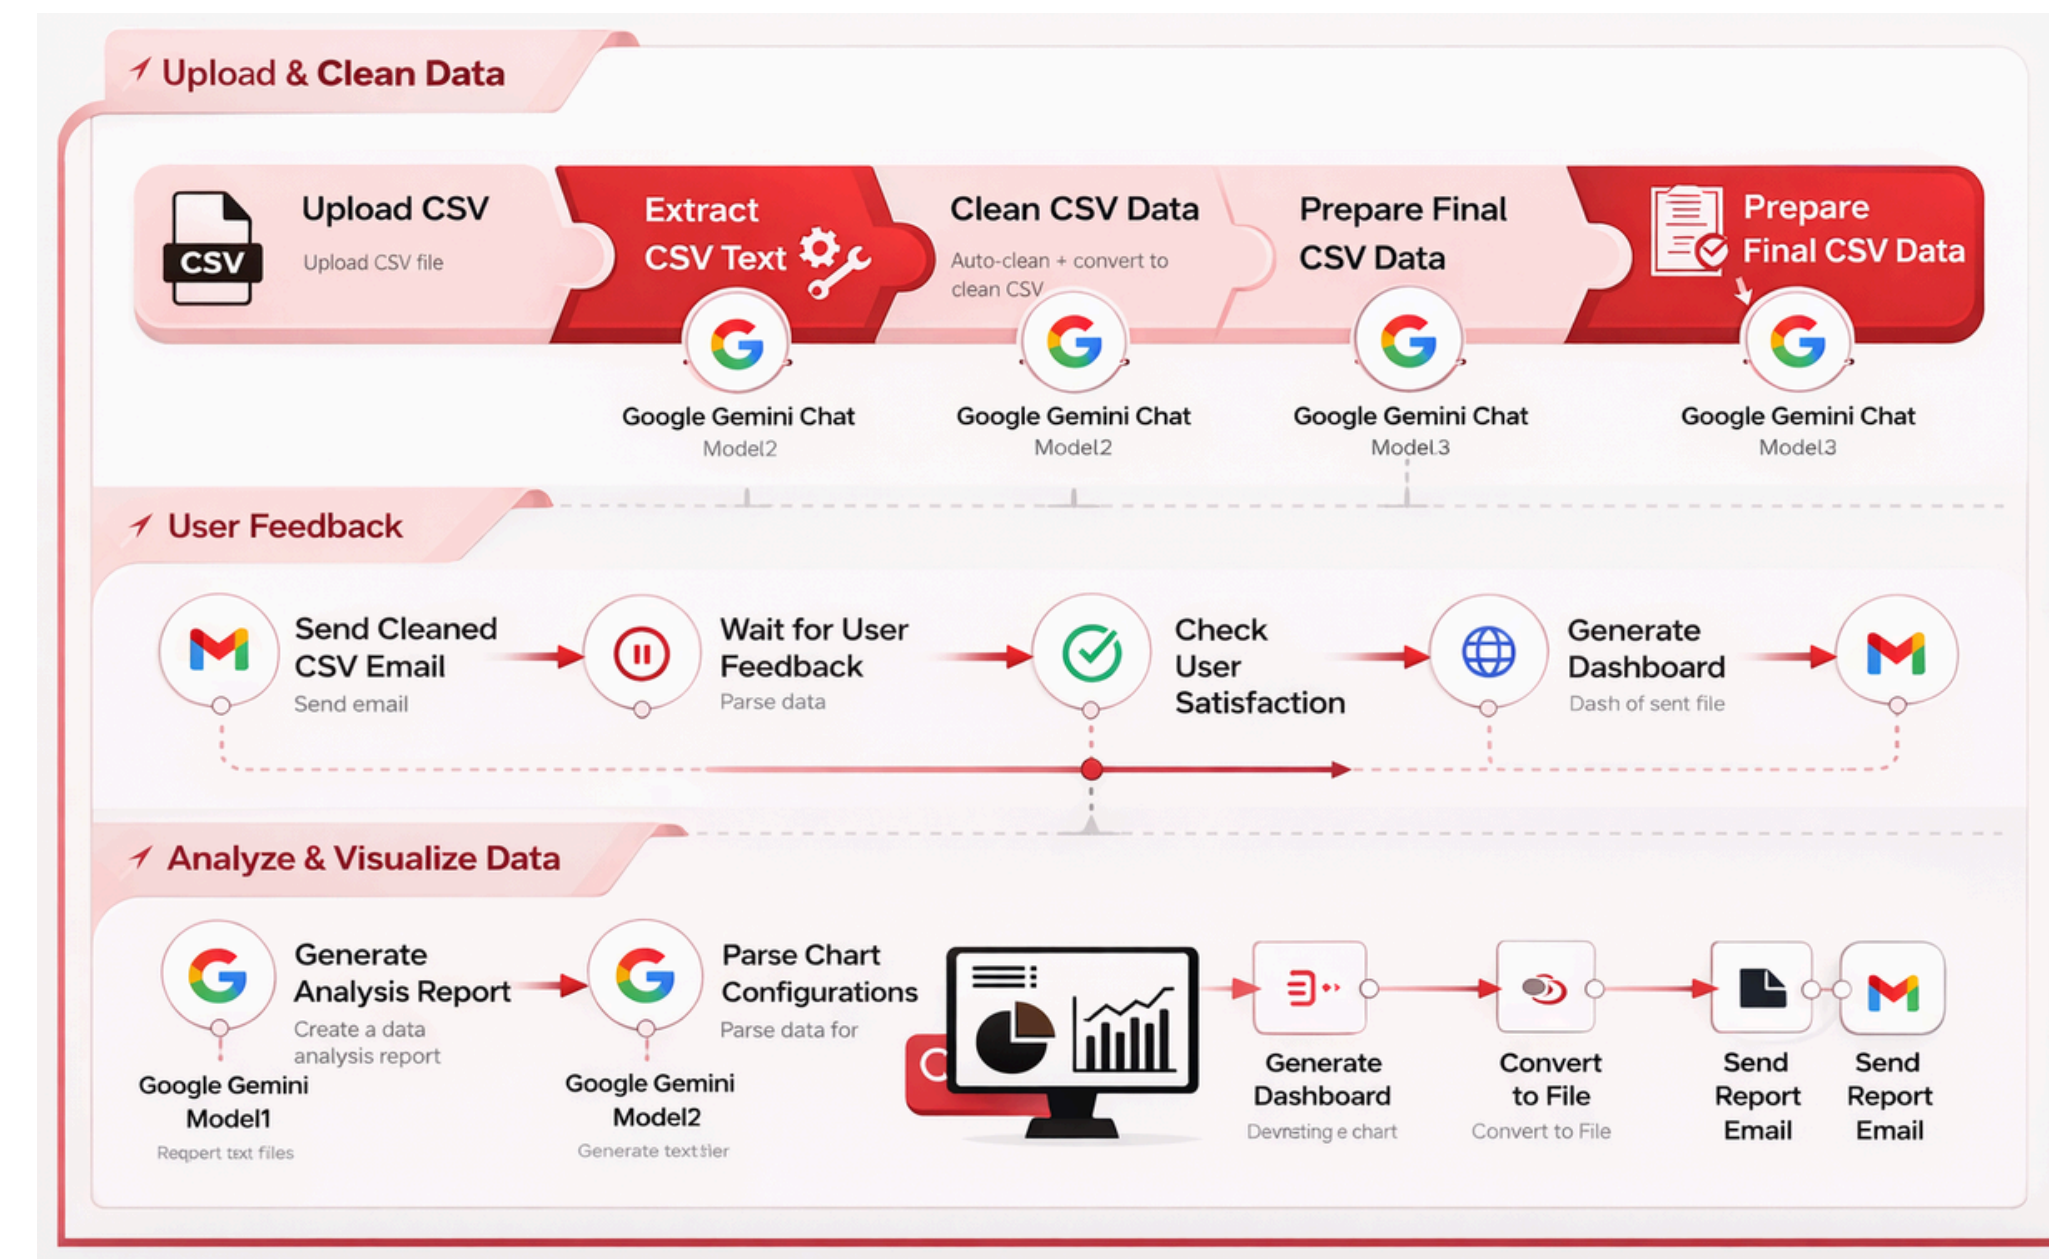 Upload & Clean Data
CSV
Upload CSV
Upload CSV file
Extract
CSV Text
Clean CSV Data
Auto-clean + convert to
clean CSV
Prepare Final
CSV Data
Prepare
Final CSV Data
Google Gemini Chat
Model2
Google Gemini Chat
Model2
Google Gemini Chat
Model.3
Google Gemini Chat
Model3
User Feedback
Send Cleaned
CSV Email
Send email
Wait for User
Feedback
Parse data
Check
User
Satisfaction
Generate
Dashboard
Dash of sent file
Analyze & Visualize Data
Generate
Analysis Report
Create a data
analysis report
Google Gemini
Model1
text files
Parse Chart
Configurations
Parse data for
Google Gemini
Model2
Generate
Generate
Dashboard
chart
Convert
to File
Convert to File
Send
Report
Email
Send
Report
Email